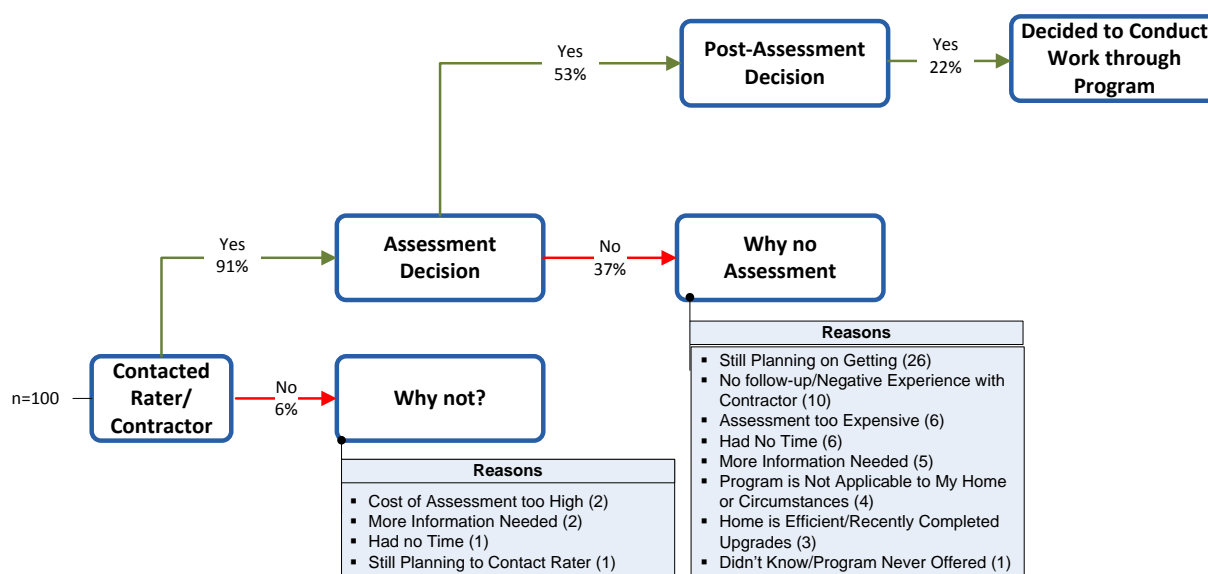 Yes
53%
Post-Assessment
Decision
Yes
22%
Decided to Conduct
Work through
Program
Yes
91%
Assessment
Decision
No
37%
Why no
Assessment
Reasons
▪ Still Planning on Getting (26)
▪ No follow-up/Negative Experience with
Contractor (10)
▪ Assessment too Expensive (6)
▪ Had No Time (6)
▪ More Information Needed (5)
▪ Program is Not Applicable to My Home
or Circumstances (4)
▪ Home is Efficient/Recently Completed
Upgrades (3)
▪ Didn't Know/Program Never Offered (1)
n=100
Contacted
Rater/
Contractor
No
6%
Why not?
Reasons
▪ Cost of Assessment too High (2)
▪ More Information Needed (2)
▪ Had no Time (1)
▪ Still Planning to Contact Rater (1)